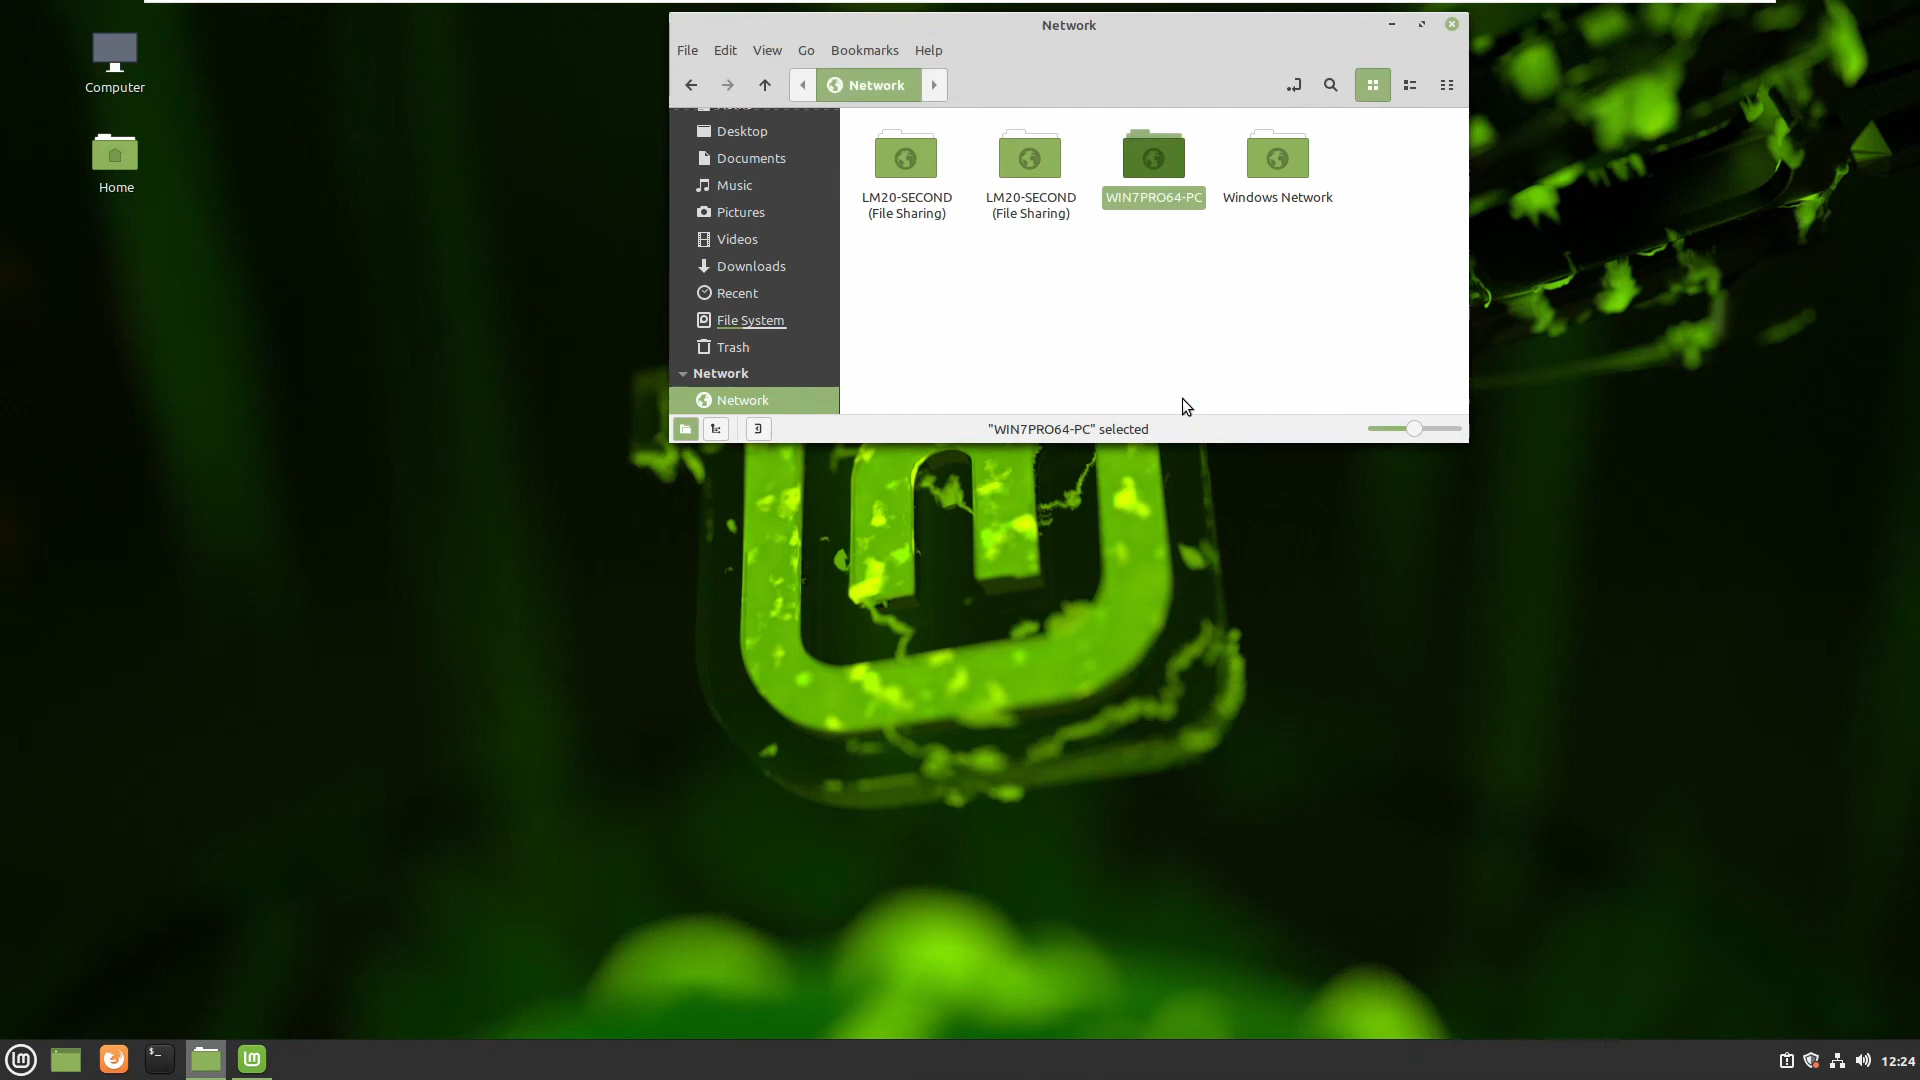 Computer
Home
Network
File Edit View Go Bookmarks Help
Network
Desktop
Documents
Music
Pictures
Videos
Downloads
Recent
File System
Trash
Network
Network
LM20-SECOND
(File Sharing)
LM20-SECOND
(File Sharing)
WIN7PRO64-PC
Windows Network
"WIN7PRO64-PC" selected
12:24